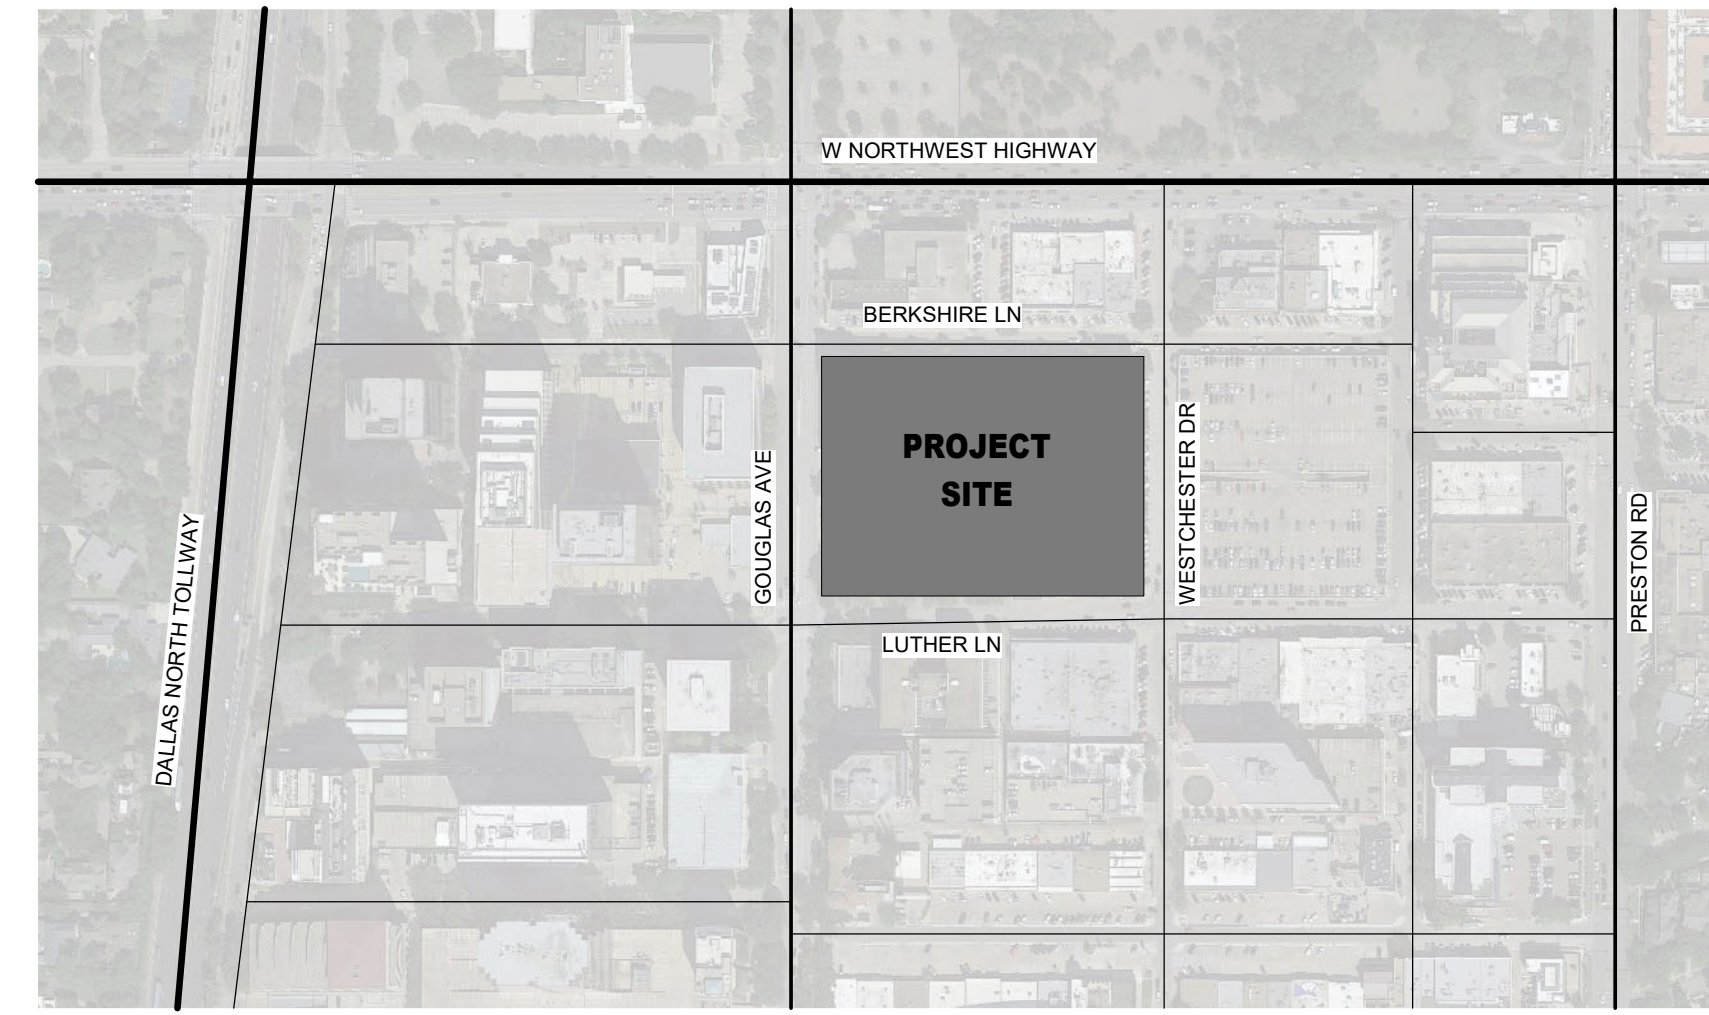 W NORTHWEST HIGHWAY
BERKSHIRE LN
PROJECT
SITE
GOUGLAS AVE
WESTCHESTER DR
PRESTON RD
DALLAS NORTH TOLLWAY
LUTHER LN